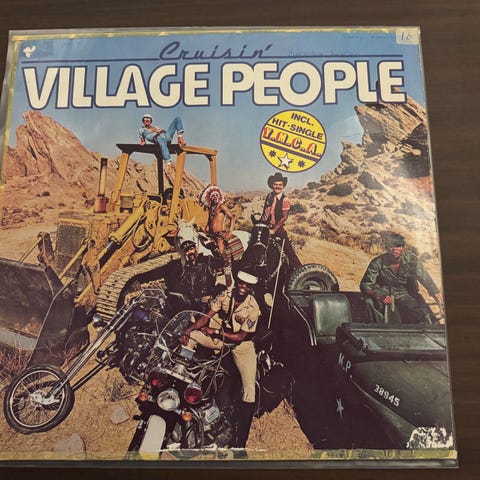 Cruisin'
16
VILLAGE PEOPLE
INCL.
HIT-SINGLE
Y.M.C.A.
M.P
38945